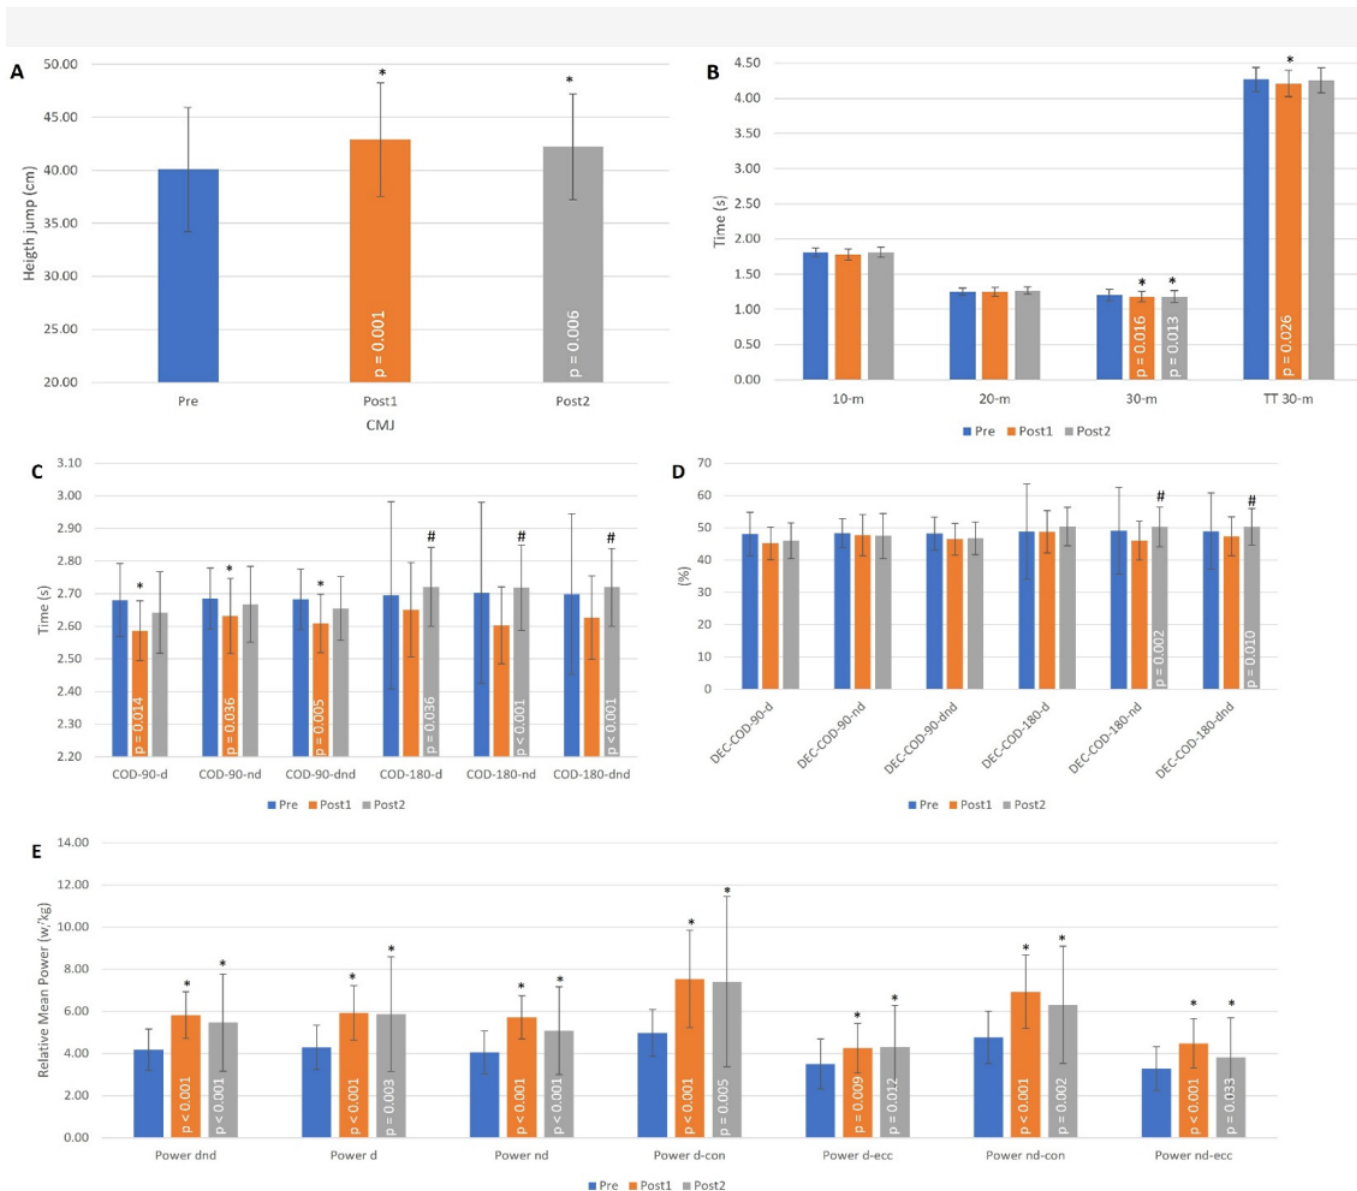 A
50.00
45.00
40.00
35.00
30.00
25.00
20.00
Heigth jump (cm)
*
*
p = 0.001
p = 0.006
Pre
Post1
Post2
CMJ
B
4.50
4.00
3.50
3.00
2.50
2.00
1.50
1.00
0.50
0.00
Time (s)
*
*
*
p = 0.016
p = 0.013
p = 0.026
10-m
20-m
30-m
TT 30-m
Pre
Post1
Post2
C
3.10
3.00
2.90
2.80
2.70
2.60
2.50
2.40
2.30
2.20
Time (s)
*
*
*
#
#
#
p = 0.014
p = 0.036
p = 0.005
p = 0.036
p < 0.001
p < 0.001
COD-90-d
COD-90-nd
COD-90-dnd
COD-180-d
COD-180-nd
COD-180-dnd
Pre
Post1
Post2
D
70
60
50
40
30
20
10
0
(%)
#
#
p = 0.002
p = 0.010
DEC-COD-90-d
DEC-COD-90-nd
DEC-COD-90-dnd
DEC-COD-180-d
DEC-COD-180-nd
DEC-COD-180-dnd
Pre
Post1
Post2
E
14.00
12.00
10.00
8.00
6.00
4.00
2.00
0.00
Relative Mean Power (w/kg)
*
*
*
*
*
*
*
*
*
*
*
*
*
*
p < 0.001
p < 0.001
p < 0.001
p = 0.003
p < 0.001
p < 0.001
p < 0.001
p = 0.005
p = 0.009
p = 0.012
p < 0.001
p = 0.002
p < 0.001
p = 0.033
Power dnd
Power d
Power nd
Power d-con
Power d-ecc
Power nd-con
Power nd-ecc
Pre
Post1
Post2